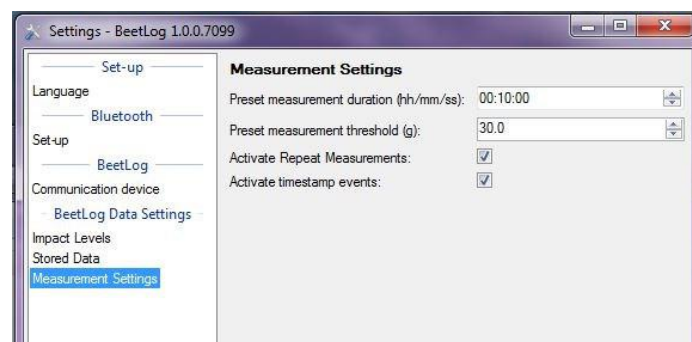 Settings - BeetLog 1.0.0.7099
Set-up
Language
Bluetooth
Set-up
BeetLog
Communication device
BeetLog Data Settings
Impact Levels
Stored Data
Measurement Settings
Measurement Settings
Preset measurement duration (hh/mm/ss): 00:10:00
Preset measurement threshold (g): 30.0
Activate Repeat Measurements:
Activate timestamp events: